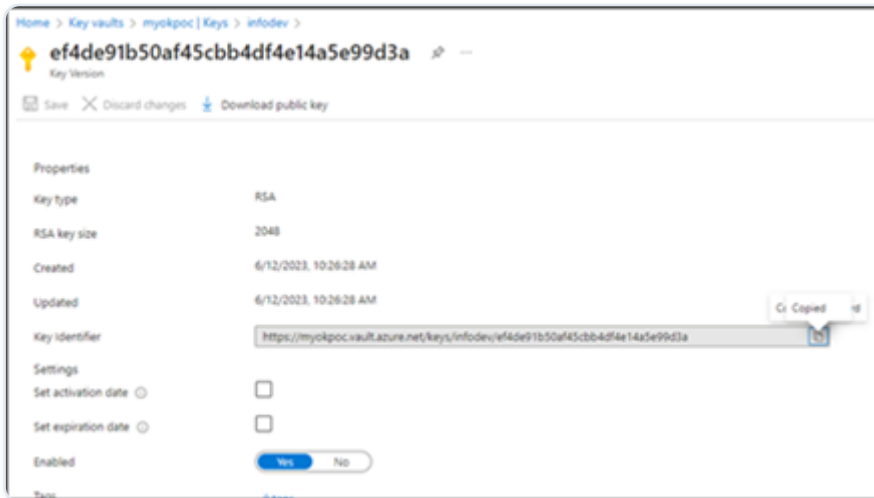 Home > Key vaults > myokpoc | Keys > infodev >
ef4de91b50af45cbb4df4e14a5e99d3a
Key Version
Save Discard changes Download public key
Properties
Key type RSA
RSA key size 2048
Created 6/12/2023, 10:26:28 AM
Updated 6/12/2023, 10:26:28 AM
Copied
Key Identifier https://myokpoc.vault.azure.net/keys/infodev/ef4de91b50af45cbb4df4e14a5e99d3a
Settings
Set activation date
Set expiration date
Enabled Yes No
Tags